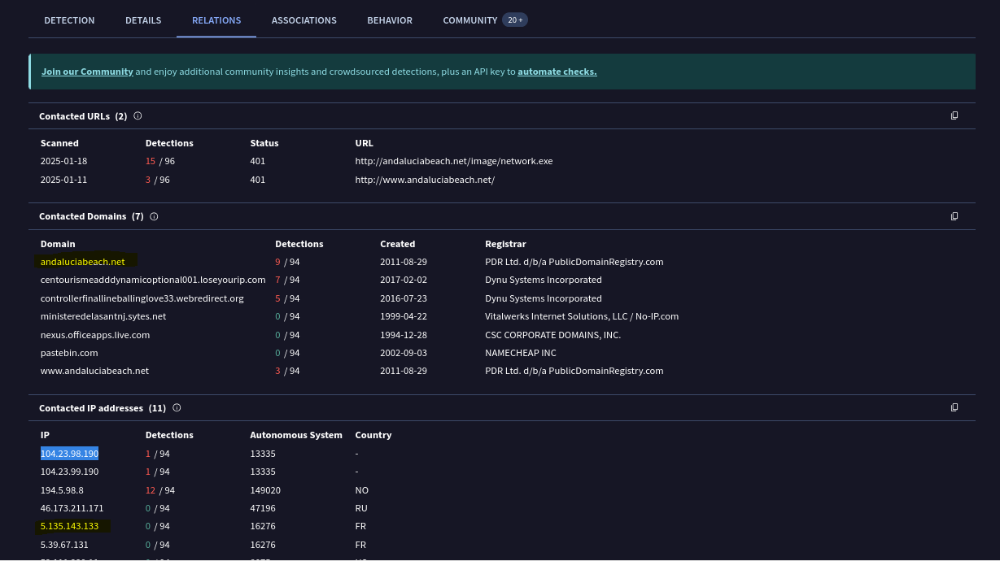 DETECTION DETAILS RELATIONS ASSOCIATIONS BEHAVIOR COMMUNITY 20 +
Join our Community and enjoy additional community insights and crowdsourced detections, plus an API key to automate checks.
Contacted URLs (2)
Scanned Detections Status URL
2025-01-18 15 / 96 401 http://andaluciabeach.net/image/network.exe
2025-01-11 3 / 96 401 http://www.andaluciabeach.net/
Contacted Domains (7)
Domain Detections Created Registrar
andaluciabeach.net 9 / 94 2011-08-29 PDR Ltd. d/b/a PublicDomainRegistry.com
centourismeadddynamicoptional001.loseyourip.com 7 / 94 2017-02-02 Dynu Systems Incorporated
controllerfinallineballinglove33.webredirect.org 5 / 94 2016-07-23 Dynu Systems Incorporated
ministeredelasantnj.sytes.net 0 / 94 1999-04-22 Vitalwerks Internet Solutions, LLC / No-IP.com
nexus.officeapps.live.com 0 / 94 1994-12-28 CSC CORPORATE DOMAINS, INC.
pastebin.com 0 / 94 2002-09-03 NAMECHEAP INC
www.andaluciabeach.net 3 / 94 2011-08-29 PDR Ltd. d/b/a PublicDomainRegistry.com
Contacted IP addresses (11)
IP Detections Autonomous System Country
104.23.98.190 1 / 94 13335 -
104.23.99.190 1 / 94 13335 -
194.5.98.8 12 / 94 149020 NO
46.173.211.171 0 / 94 47196 RU
5.135.143.133 0 / 94 16276 FR
5.39.67.131 0 / 94 16276 FR